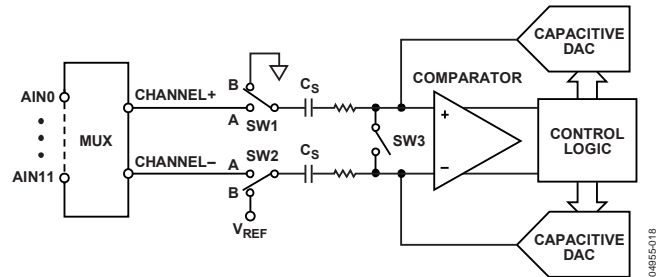 CAPACITIVE
DAC
COMPARATOR
B
CS
AIN0
CHANNEL+
A
SW1
+
MUX
SW3
CONTROL
LOGIC
CHANNEL–
A
SW2
CS
–
AIN11
B
VREF
CAPACITIVE
DAC
04955-018